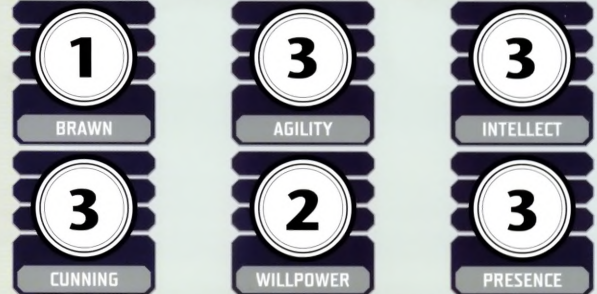 1 3 3
BRAWN AGILITY INTELLECT
3 2 3
CUNNING WILLPOWER PRESENCE